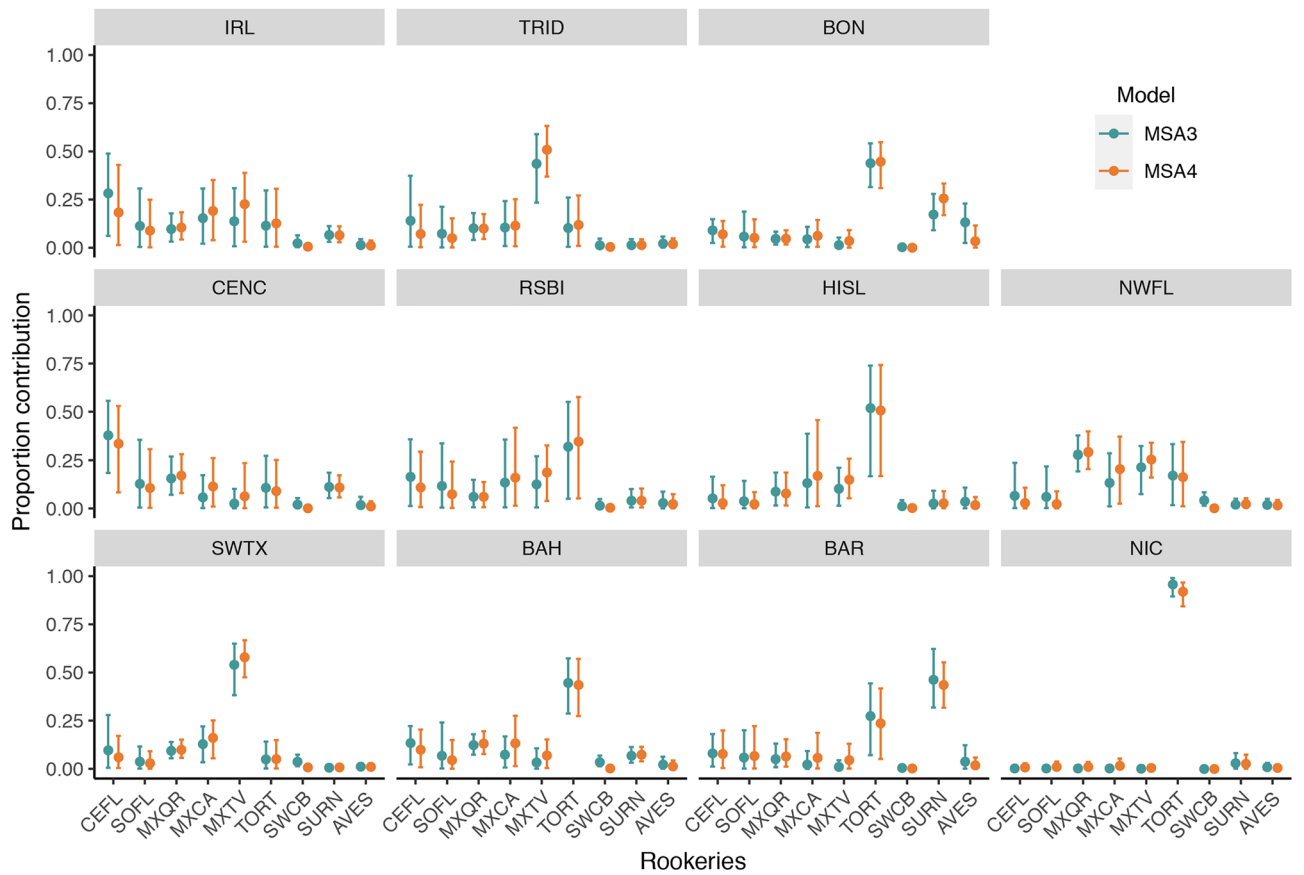 IRL TRID BON
1.00
0.75
0.50
0.25
0.00
Model
MSA3
MSA4
CENC RSBI HISL NWFL
1.00
0.75
0.50
0.25
0.00
Proportion contribution
SWTX BAH BAR NIC
1.00
0.75
0.50
0.25
0.00
CEFL SOFL MXQR MXCA MXTV TORT SWCB SURN AVES CEFL SOFL MXQR MXCA MXTV TORT SWCB SURN AVES CEFL SOFL MXQR MXCA MXTV TORT SWCB SURN AVES CEFL SOFL MXQR MXCA MXTV TORT SWCB SURN AVES
Rookeries